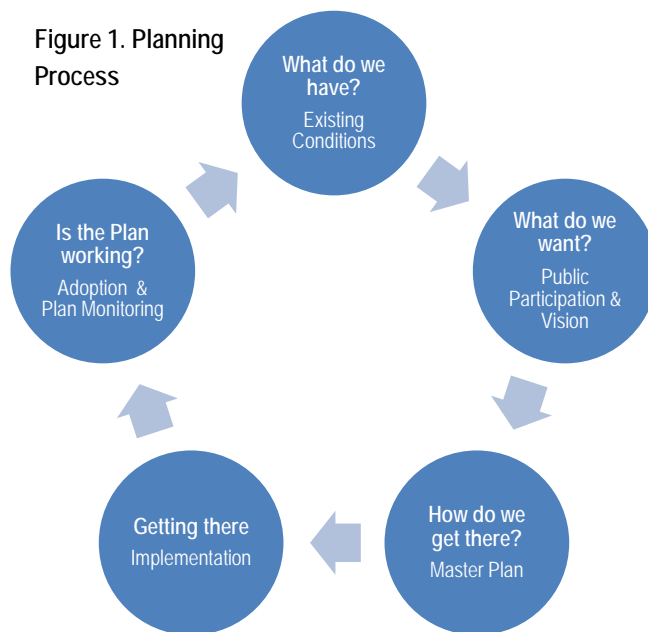 Figure 1. Planning
Process
What do we
have?
Existing
Conditions
What do we
want?
Public
Participation &
Vision
How do we
get there?
Master Plan
Getting there
Implementation
Is the Plan
working?
Adoption &
Plan Monitoring